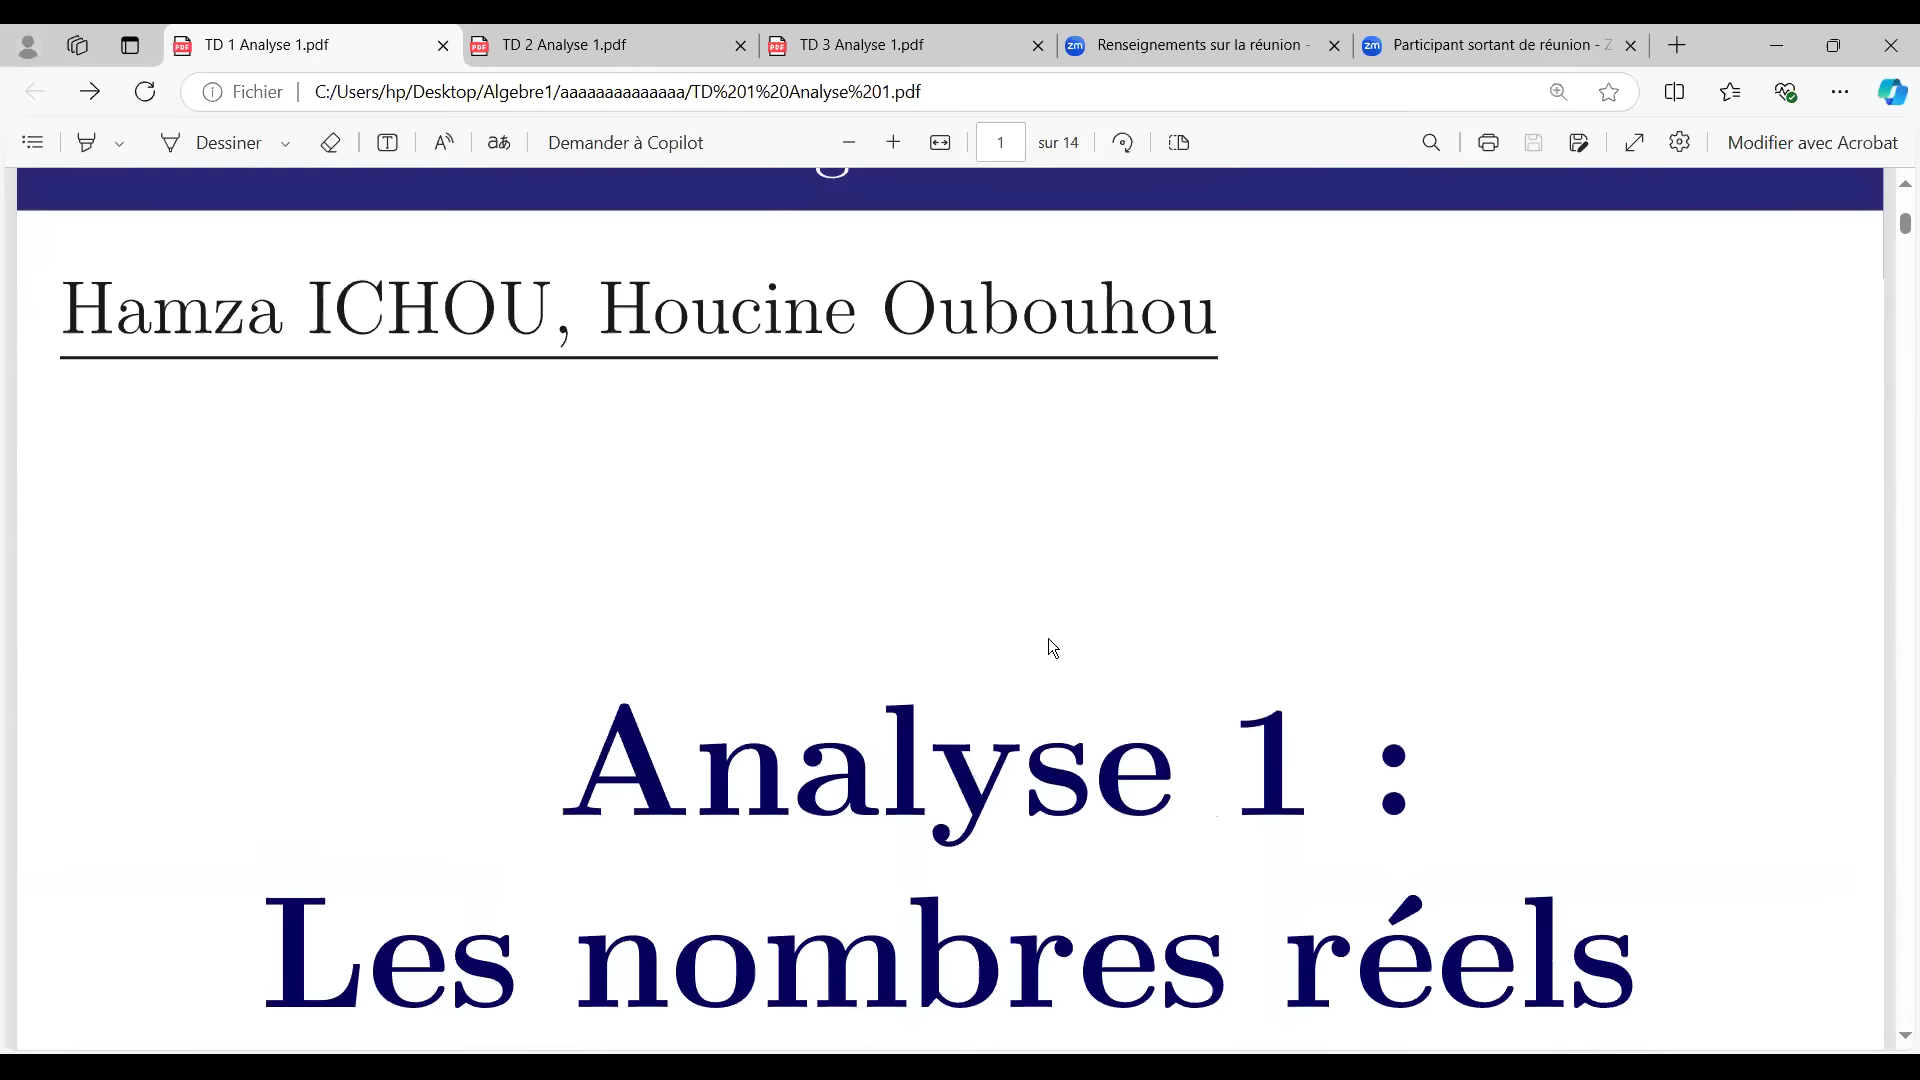 TD 1 Analyse 1.pdf
TD 2 Analyse 1.pdf
TD 3 Analyse 1.pdf
Renseignements sur la réunion -
Participant sortant de réunion - Z
Fichier
C:/Users/hp/Desktop/Algebre1/aaaaaaaaaaaaaa/TD%201%20Analyse%201.pdf
Dessiner
Demander à Copilot
1 sur 14
Modifier avec Acrobat
Hamza ICHOU, Houcine Oubouhou
Analyse 1 :
Les nombres réels